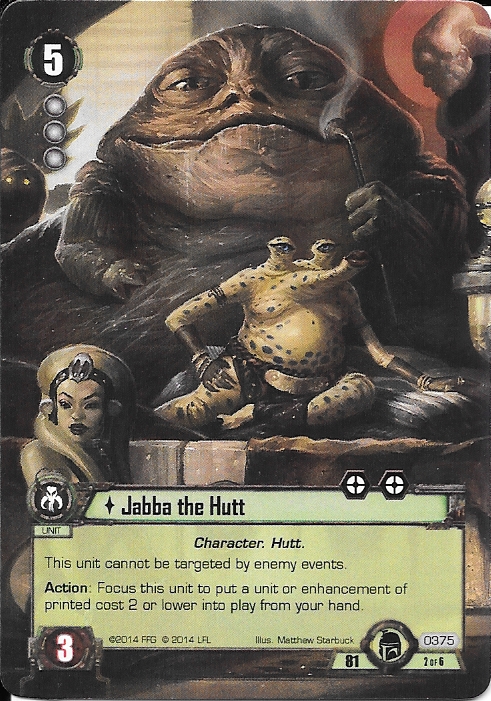 5
Jabba the Hutt
UNIT
Character. Hutt.
This unit cannot be targeted by enemy events.
Action: Focus this unit to put a unit or enhancement of
printed cost 2 or lower into play from your hand.
3
©2014 FFG © 2014 LFL
Illus. Matthew Starbuck
0375
81
2 OF 6